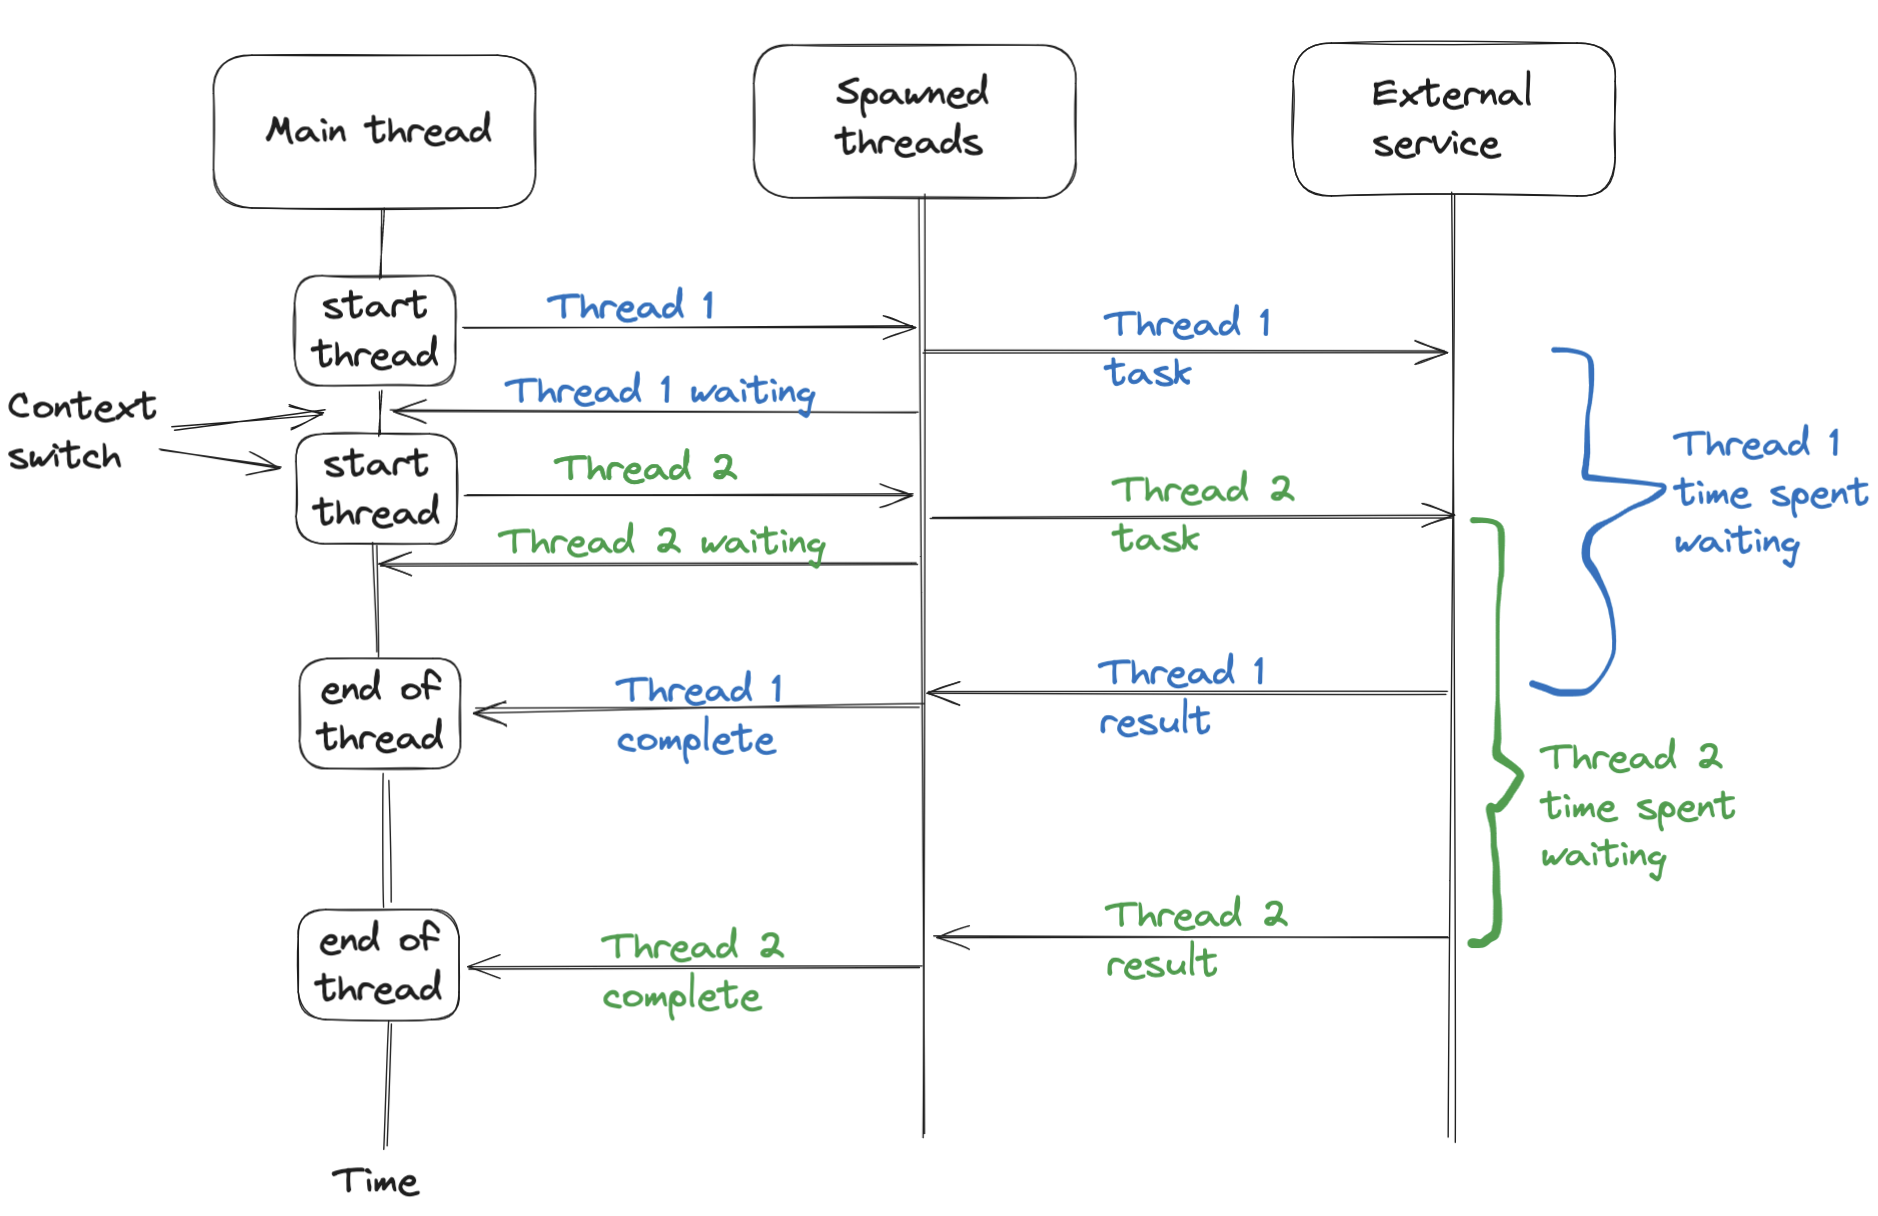 Main thread
Spawned
threads
External
service
start
thread
Thread 1
Thread 1
task
Context
switch
Thread 1 waiting
start
thread
Thread 2
Thread 2
task
Thread 2 waiting
Thread 1
time spent
waiting
end of
thread
Thread 1
complete
Thread 1
result
Thread 2
time spent
waiting
end of
thread
Thread 2
complete
Thread 2
result
Time